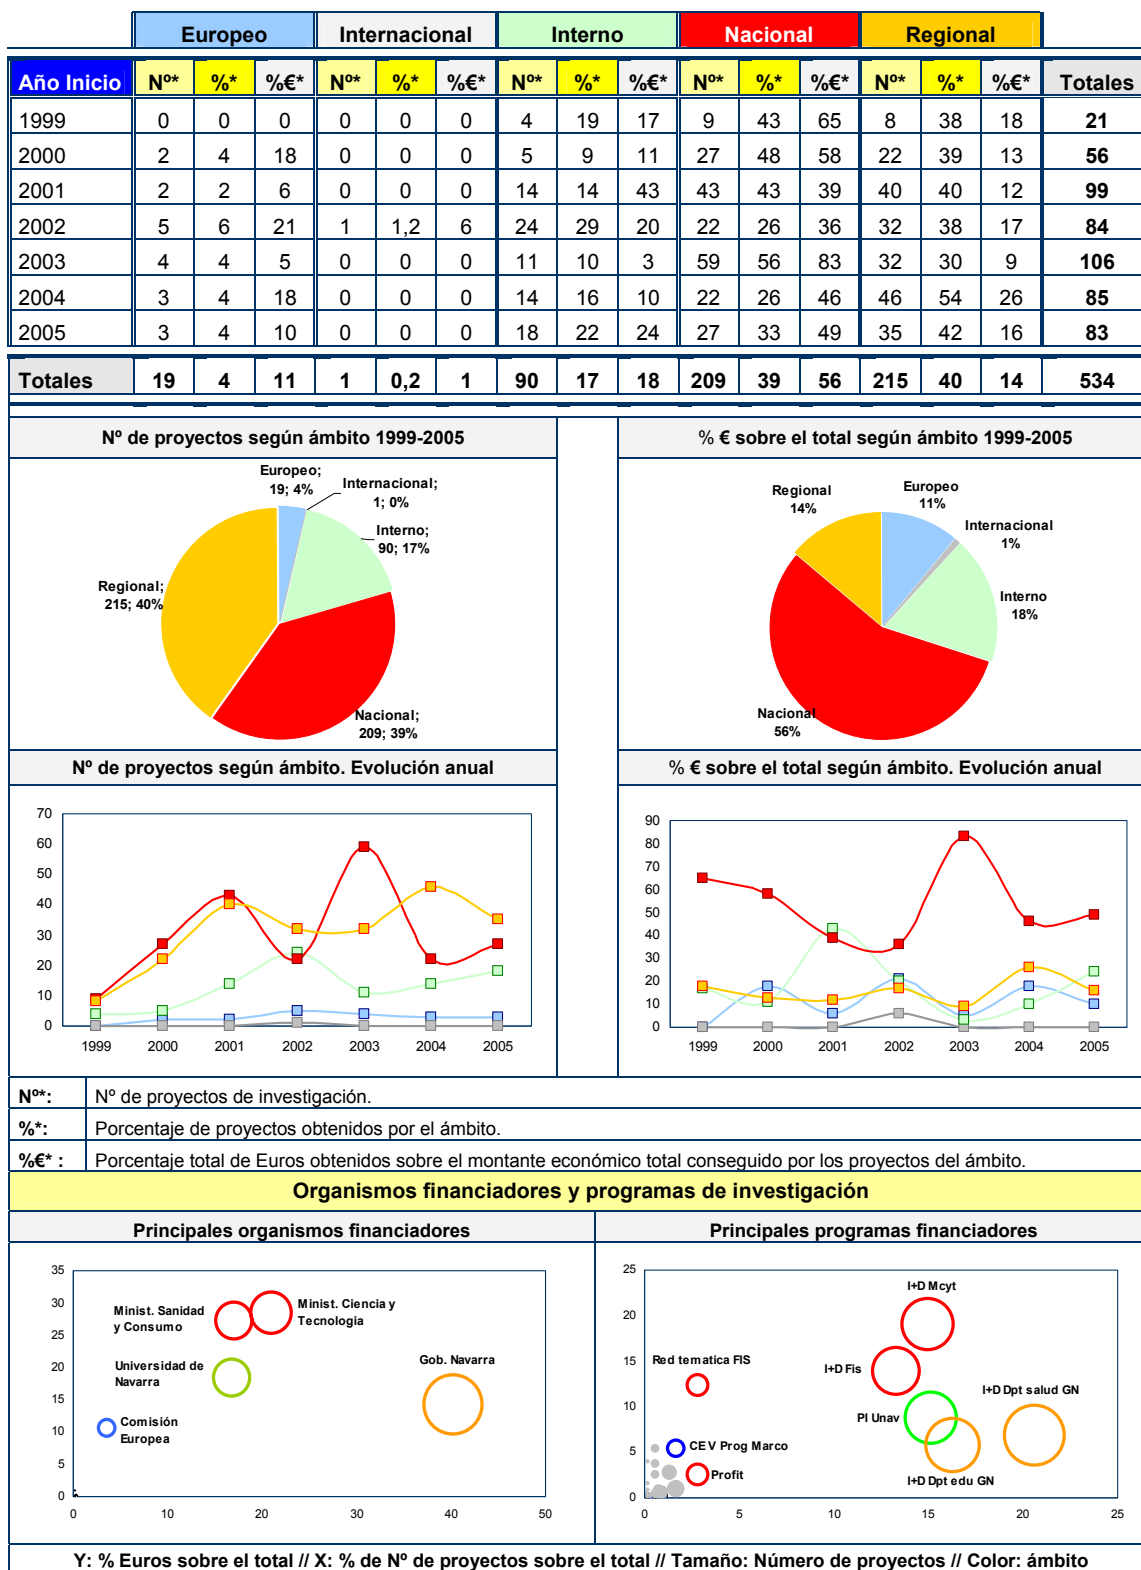 Europeo Internacional Interno Nacional Regional
Año Inicio Nº* %* %€* Nº* %* %€* Nº* %* %€* Nº* %* %€* Nº* %* %€* Totales
1999 0 0 0 0 0 0 4 19 17 9 43 65 8 38 18 21
2000 2 4 18 0 0 0 5 9 11 27 48 58 22 39 13 56
2001 2 2 6 0 0 0 14 14 43 43 43 39 40 40 12 99
2002 5 6 21 1 1,2 6 24 29 20 22 26 36 32 38 17 84
2003 4 4 5 0 0 0 11 10 3 59 56 83 32 30 9 106
2004 3 4 18 0 0 0 14 16 10 22 26 46 46 54 26 85
2005 3 4 10 0 0 0 18 22 24 27 33 49 35 42 16 83
Totales 19 4 11 1 0,2 1 90 17 18 209 39 56 215 40 14 534
Nº de proyectos según ámbito 1999-2005
Europeo;
19; 4%
Internacional;
1; 0%
Interno;
90; 17%
Regional;
215; 40%
Nacional;
209; 39%
% € sobre el total según ámbito 1999-2005
Regional
14%
Europeo
11%
Internacional
1%
Interno
18%
Nacional
56%
Nº de proyectos según ámbito. Evolución anual
70
60
50
40
30
20
10
0
1999 2000 2001 2002 2003 2004 2005
% € sobre el total según ámbito. Evolución anual
90
80
70
60
50
40
30
20
10
0
1999 2000 2001 2002 2003 2004 2005
Nº*: Nº de proyectos de investigación.
%*: Porcentaje de proyectos obtenidos por el ámbito.
%€* : Porcentaje total de Euros obtenidos sobre el montante económico total conseguido por los proyectos del ámbito.
Organismos financiadores y programas de investigación
Principales organismos financiadores
35
30
25
20
15
10
5
0
0 10 20 30 40 50
Minist. Sanidad
y Consumo
Minist. Ciencia y
Tecnologia
Universidad de
Navarra
Gob. Navarra
Comisión
Europea
Principales programas financiadores
25
20
15
10
5
0
0 5 10 15 20 25
I+D Mcyt
Red tematica FIS
I+D Fis
I+D Dpt salud GN
PI Unav
CEV Prog Marco
Profit
I+D Dpt edu GN
Y: % Euros sobre el total // X: % de Nº de proyectos sobre el total // Tamaño: Número de proyectos // Color: ámbito